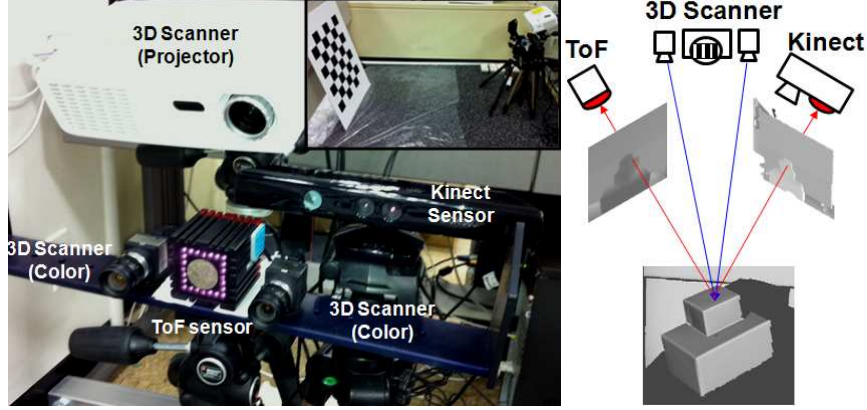 3D Scanner
(Projector)
Kinect
Sensor
3D Scanner
(Color)
ToF sensor
3D Scanner
(Color)
3D Scanner
ToF
Kinect